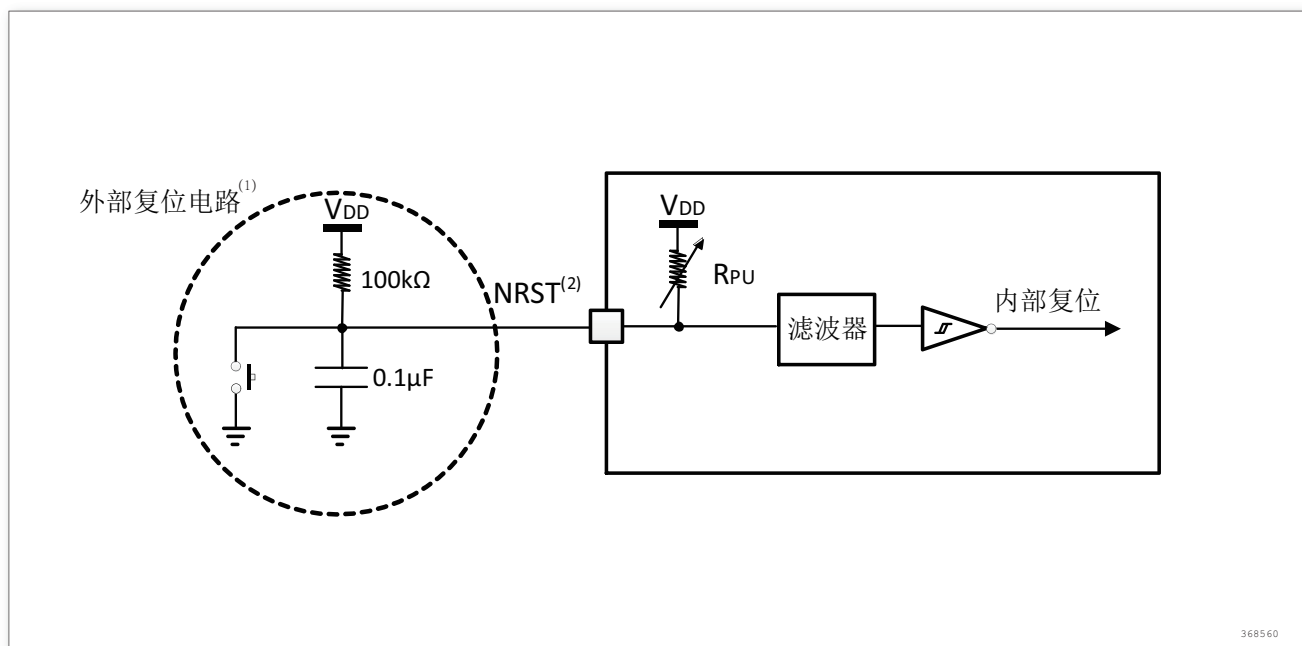 外部复位电路(1)
VDD
100kΩ
0.1μF
NRST(2)
VDD
RPU
滤波器
内部复位
368560